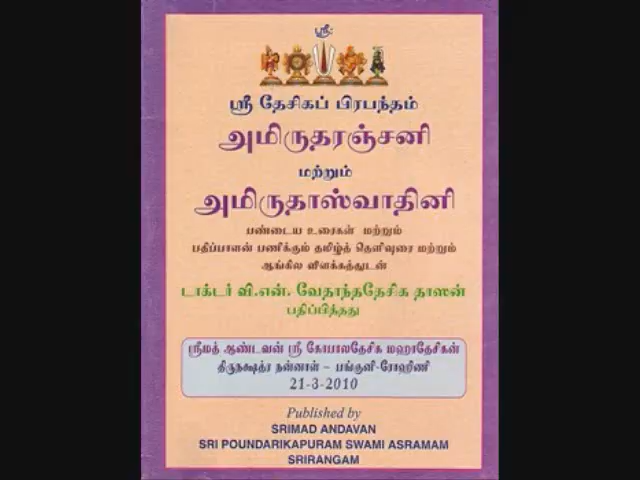 ஸ்ரீ:
ஸ்ரீ தேசிகப் பிரபந்தம்
அமிருதரஞ்சனி
மற்றும்
அமிருதாஸ்வாதினி
பண்டைய உரைகள் மற்றும்
பதிப்பாளன் பணிக்கும் தமிழ்த் தெளிவுரை மற்றும்
ஆங்கில விளக்கத்துடன்
டாக்டர் வி.என். வேதாந்ததேசிக தாஸன்
பதிப்பித்தது
ஸ்ரீமத் ஆண்டவன் ஸ்ரீ கோபாலதேசிக மஹாதேசிகன்
திருநக்ஷத்ர நன்னாள் – பங்குனி-ரோஹிணி
21-3-2010
Published by
SRIMAD ANDAVAN
SRI POUNDARIKAPURAM SWAMI ASRAMAM
SRIRANGAM